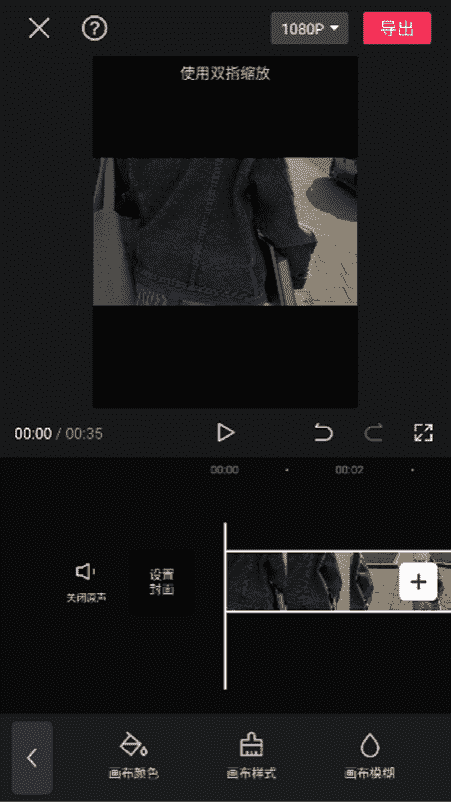 1080P 导出
使用双指缩放
00:00 / 00:35
00:00 00:02
关闭原声
设置
封面
画布颜色 画布样式 画布模糊